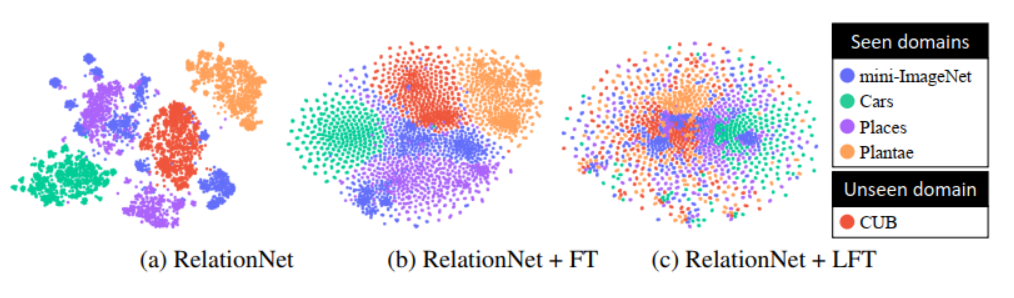 Seen domains
mini-ImageNet
Cars
Places
Plantae
Unseen domain
CUB
(a) RelationNet
(b) RelationNet + FT
(c) RelationNet + LFT